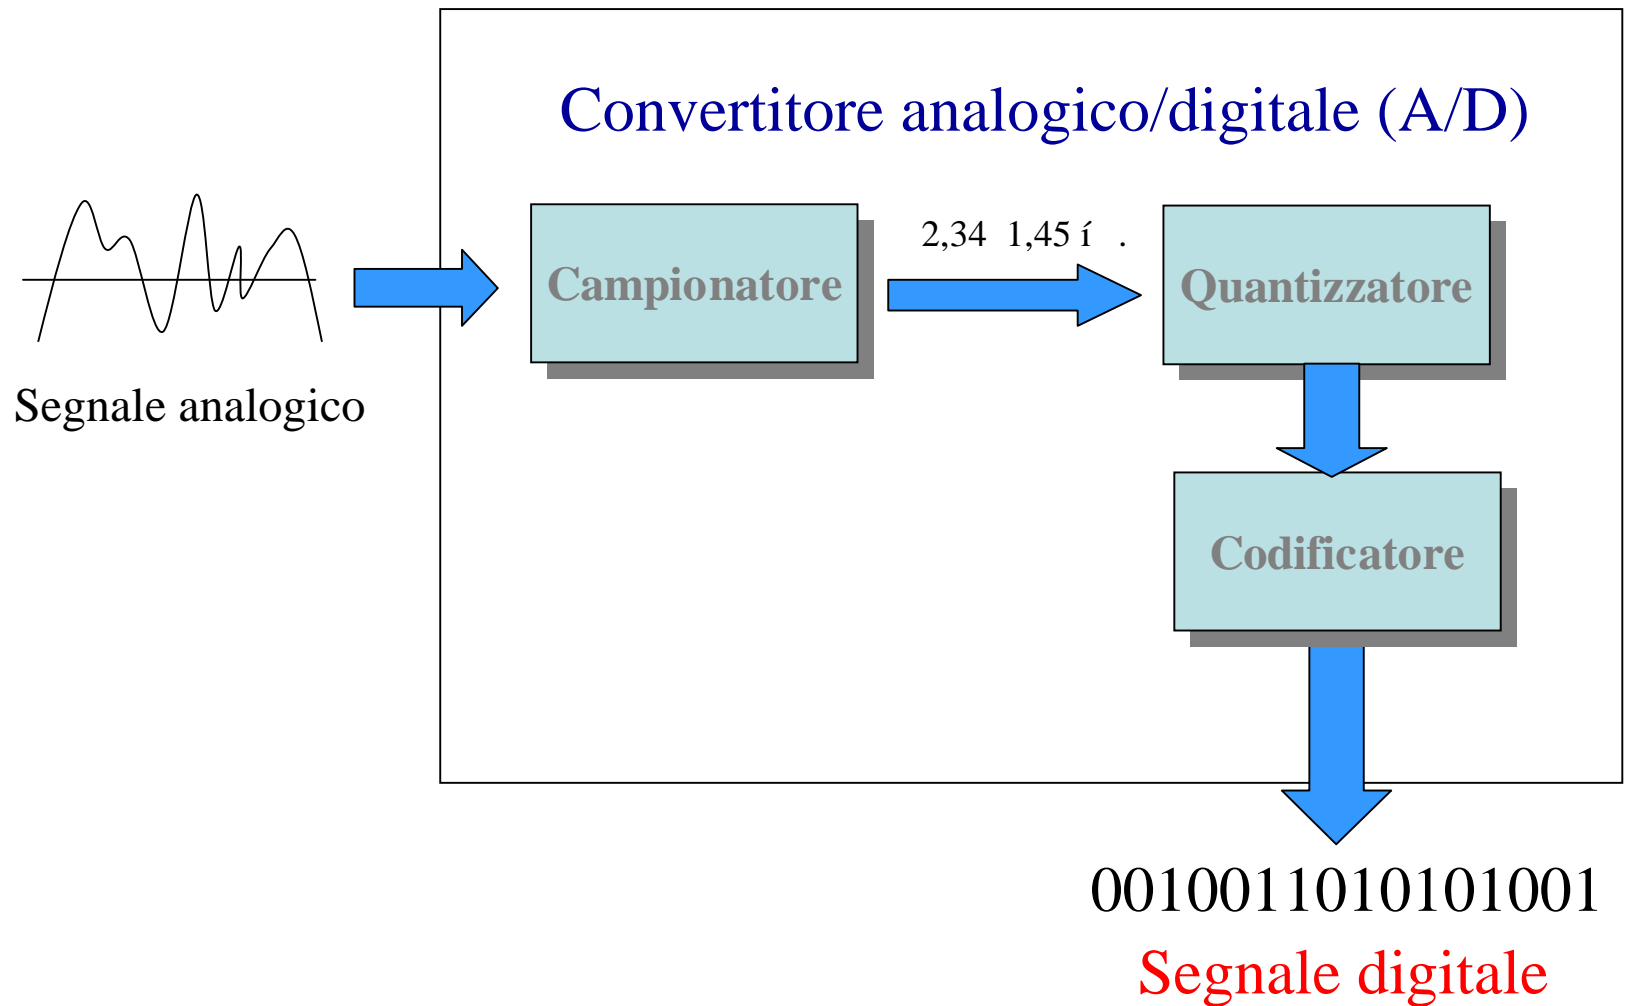 Convertitore analogico/digitale (A/D)
2,34 1,45 í .
Campionatore
Quantizzatore
Segnale analogico
Codificatore
0010011010101001
Segnale digitale